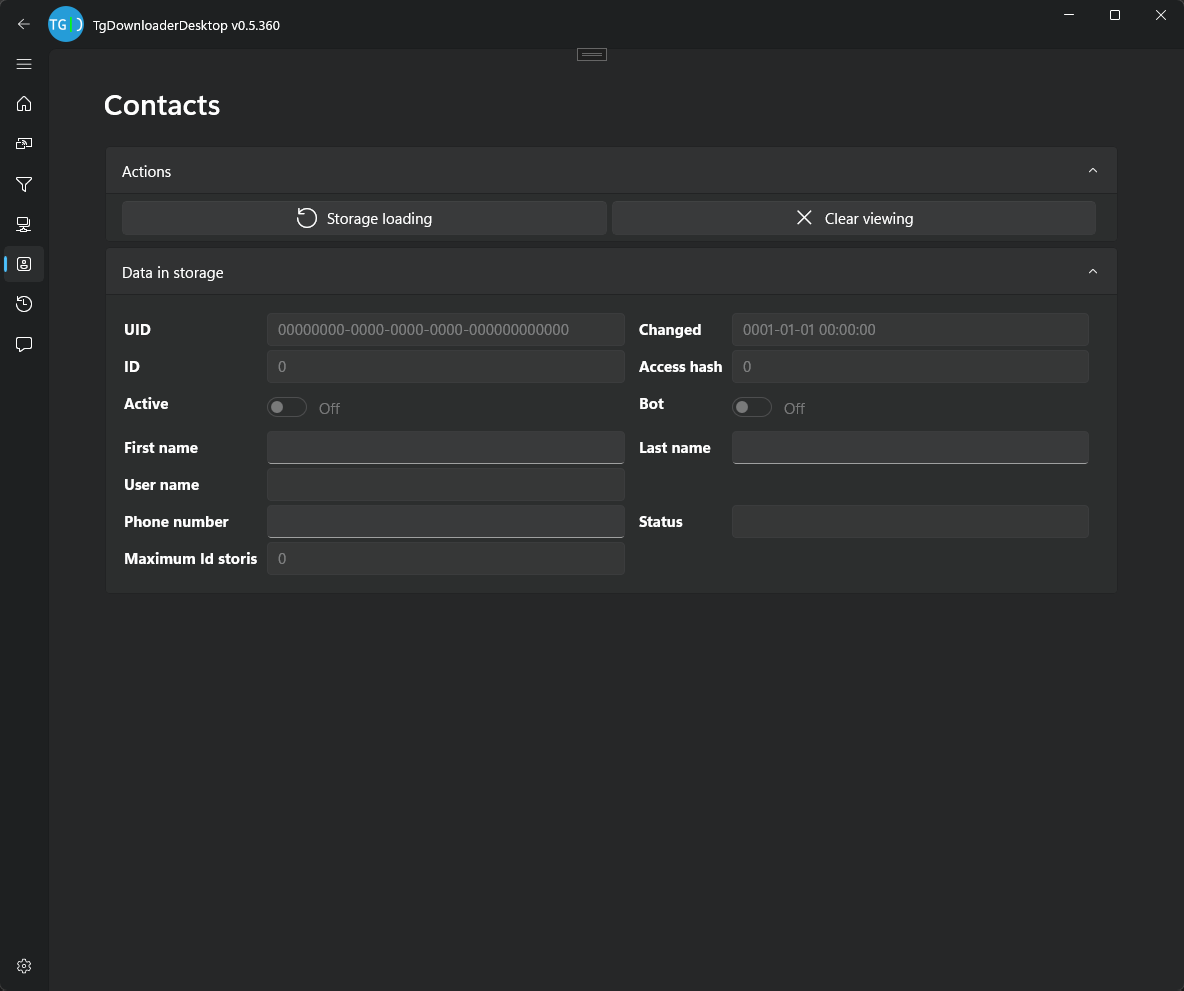 TG D TgDownloaderDesktop v0.5.360
Contacts
Actions
Storage loading Clear viewing
Data in storage
UID 00000000-0000-0000-0000-000000000000 Changed 0001-01-01 00:00:00
ID 0 Access hash 0
Active Off Bot Off
First name Last name
User name
Phone number Status
Maximum Id storis 0